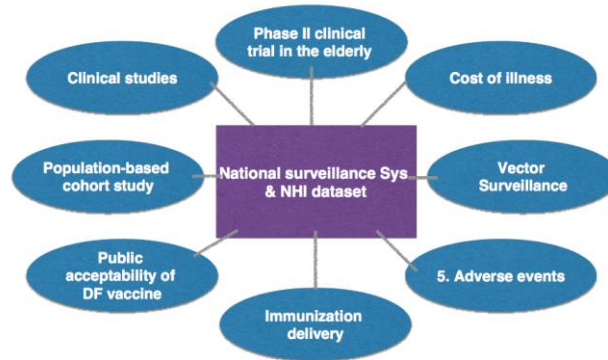 Phase II clinical
trial in the elderly
Clinical studies
Cost of illness
Population-based
cohort study
National surveillance Sys
& NHI dataset
Vector
Surveillance
Public
acceptability of
DF vaccine
5. Adverse events
Immunization
delivery